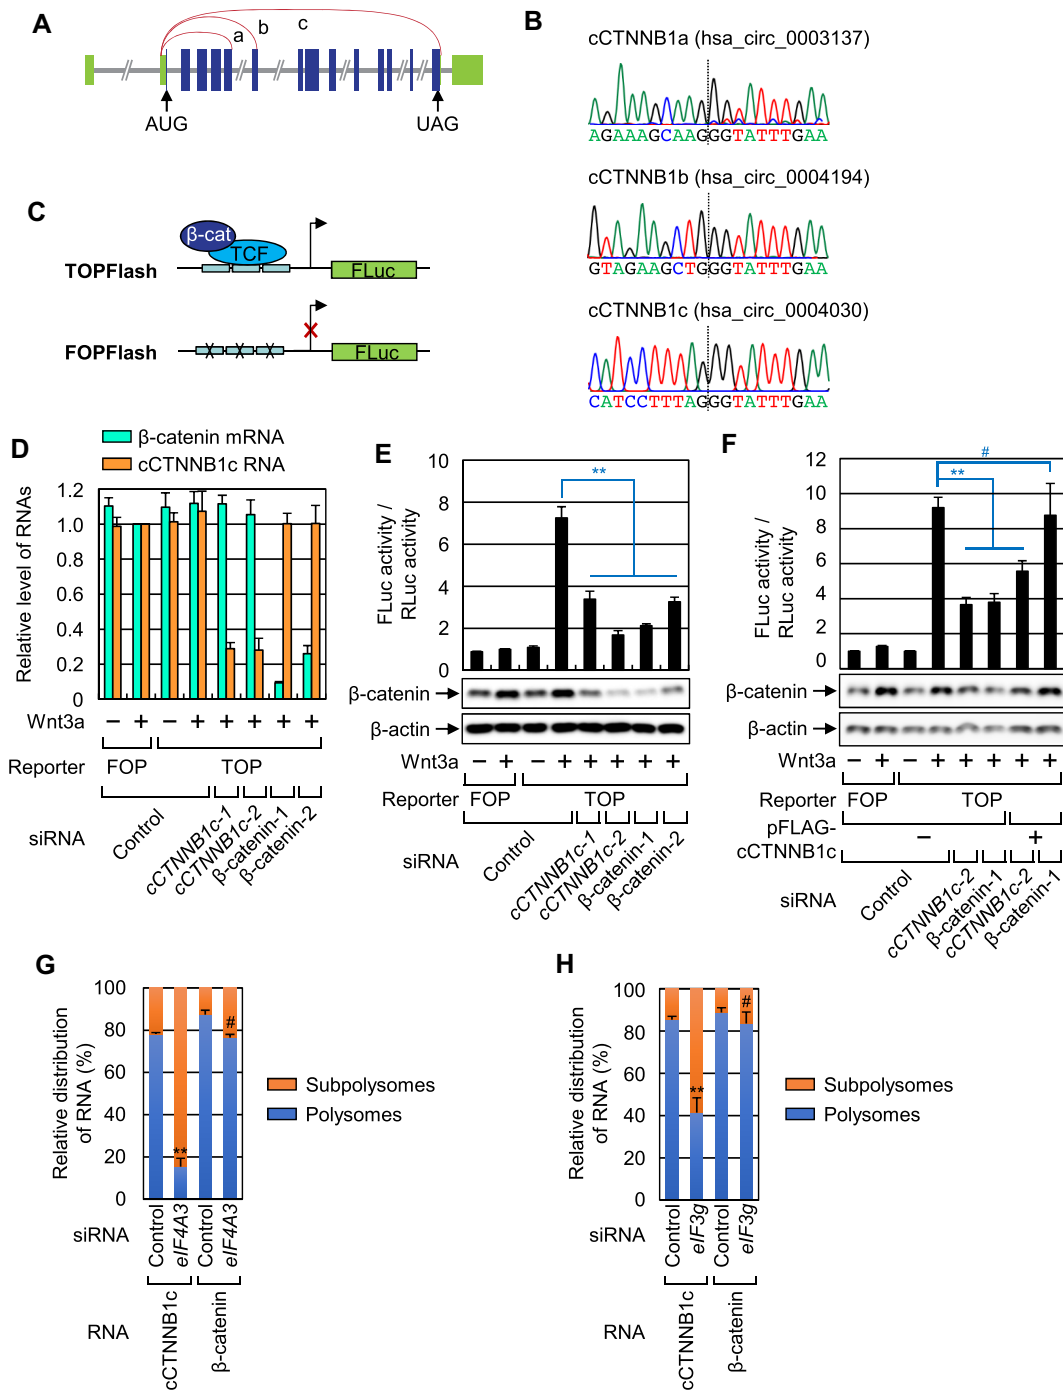 A
a
b
c
AUG
UAG
B
cCTNNB1a (hsa_circ_0003137)
AGAAAGCAAGGGTATTTGAA
cCTNNB1b (hsa_circ_0004194)
GTAGAAGCTGGGTATTTGAA
cCTNNB1c (hsa_circ_0004030)
CATCCTTTAGGGTATTTGAA
C
β-cat
TCF
TOPFlash
FLuc
FOPFlash
FLuc
D
β-catenin mRNA
cCTNNB1c RNA
Relative level of RNAs
1.2
1.0
0.8
0.6
0.4
0.2
0
Wnt3a − + − + + + + +
Reporter FOP TOP
siRNA Control cCTNNB1c-1 cCTNNB1c-2 β-catenin-1 β-catenin-2
E
FLuc activity /
RLuc activity
10
8
6
4
2
0
**
β-catenin
β-actin
Wnt3a − + − + + + + +
Reporter FOP TOP
siRNA Control cCTNNB1c-1 cCTNNB1c-2 β-catenin-1 β-catenin-2
F
FLuc activity /
RLuc activity
12
10
8
6
4
2
0
#
**
β-catenin
β-actin
Wnt3a − + − + + + + +
Reporter FOP TOP
pFLAG-
cCTNNB1c − +
siRNA Control cCTNNB1c-2 β-catenin-1 cCTNNB1c-2 β-catenin-1
G
Relative distribution
of RNA (%)
100
80
60
40
20
0
**
#
Subpolysomes
Polysomes
siRNA Control eIF4A3 Control eIF4A3
RNA cCTNNB1c β-catenin
H
Relative distribution
of RNA (%)
100
80
60
40
20
0
**
#
Subpolysomes
Polysomes
siRNA Control eIF3g Control eIF3g
RNA cCTNNB1c β-catenin